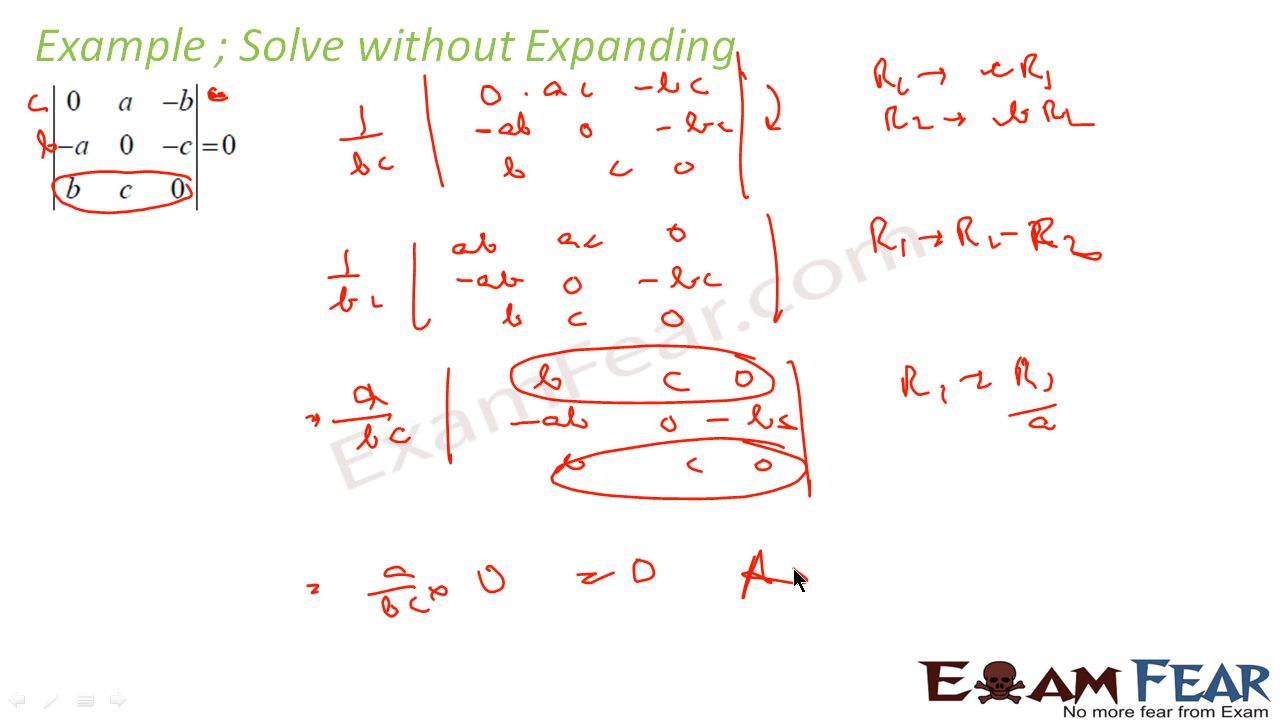 Example ; Solve without Expanding
c | 0 a −b |
b | −a 0 −c | = 0
| b c 0 |
1/bc | 0 . ac −bc |
| −ab 0 −bc |
| b c 0 |
R1 → cR1
R2 → bR2
1/bc | ab ac 0 |
| −ab 0 −bc |
| b c 0 |
R1 → R1 − R2
⇒ a/bc | b c 0 |
| −ab 0 −bc |
| b c 0 |
R1 → R1/a
= a/bc × 0 = 0 A
ExamFear.com
EXAM FEAR
No more fear from Exam